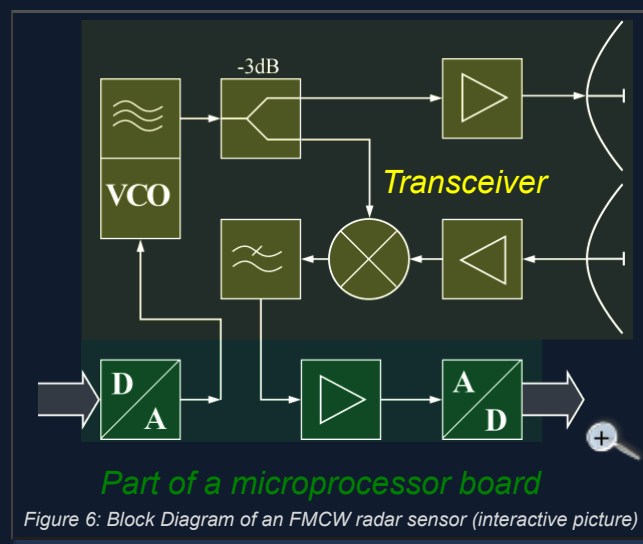 -3dB
VCO
Transceiver
D
A
A
D
Part of a microprocessor board
Figure 6: Block Diagram of an FMCW radar sensor (interactive picture)